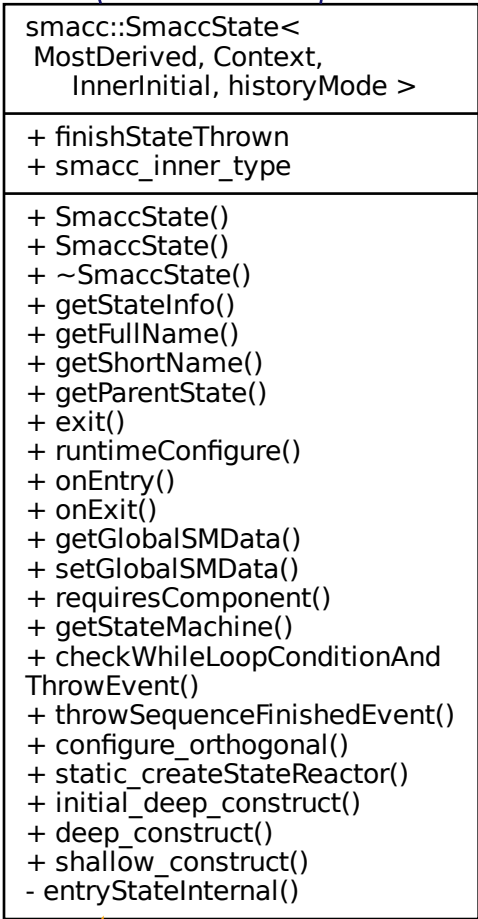 smacc::SmaccState<
MostDerived, Context,
InnerInitial, historyMode >
+ finishStateThrown
+ smacc_inner_type
+ SmaccState()
+ SmaccState()
+ ~SmaccState()
+ getStateInfo()
+ getFullName()
+ getShortName()
+ getParentState()
+ exit()
+ runtimeConfigure()
+ onEntry()
+ onExit()
+ getGlobalSMData()
+ setGlobalSMData()
+ requiresComponent()
+ getStateMachine()
+ checkWhileLoopConditionAnd
ThrowEvent()
+ throwSequenceFinishedEvent()
+ configure_orthogonal()
+ static_createStateReactor()
+ initial_deep_construct()
+ deep_construct()
+ shallow_construct()
- entryStateInternal()